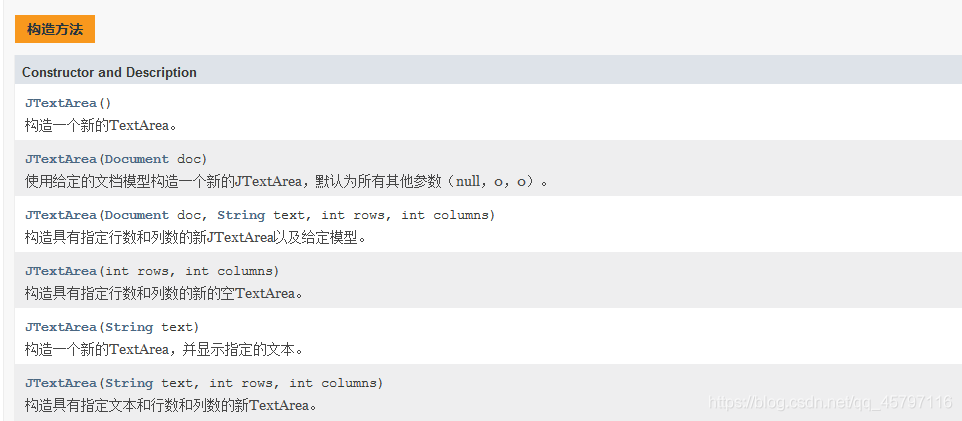 构造方法
Constructor and Description
JTextArea()
构造一个新的TextArea。
JTextArea(Document doc)
使用给定的文档模型构造一个新的JTextArea，默认为所有其他参数（null，0，0）。
JTextArea(Document doc, String text, int rows, int columns)
构造具有指定行数和列数的新JTextArea以及给定模型。
JTextArea(int rows, int columns)
构造具有指定行数和列数的新的空TextArea。
JTextArea(String text)
构造一个新的TextArea，并显示指定的文本。
JTextArea(String text, int rows, int columns)
构造具有指定文本和行数和列数的新TextArea。
https://blog.csdn.net/qq_45797116